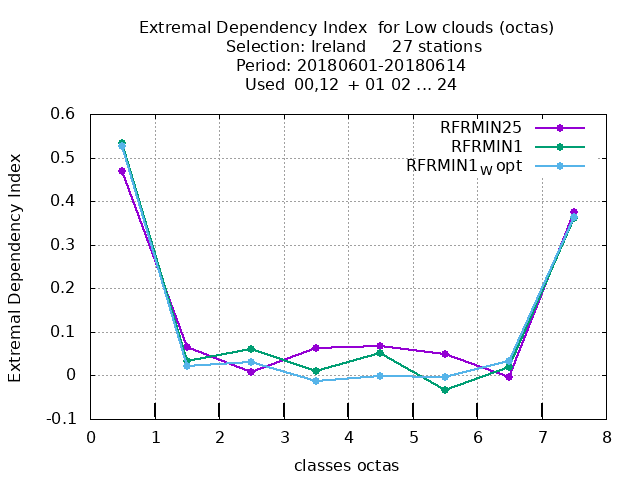 Extremal Dependency Index  for Low clouds (octas)
Selection: Ireland     27 stations
Period: 20180601-20180614
Used  00,12  + 01 02 ... 24
RFRMIN25
RFRMIN1
RFRMIN1W opt
Extremal Dependency Index
0.6
0.5
0.4
0.3
0.2
0.1
0
-0.1
0 1 2 3 4 5 6 7 8
classes octas